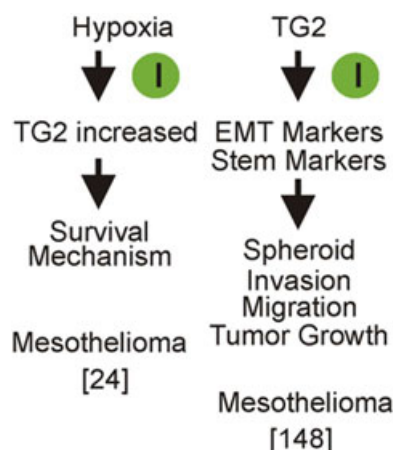 Hypoxia
I
TG2 increased
Survival
Mechanism
Mesothelioma
[24]
TG2
I
EMT Markers
Stem Markers
Spheroid
Invasion
Migration
Tumor Growth
Mesothelioma
[148]